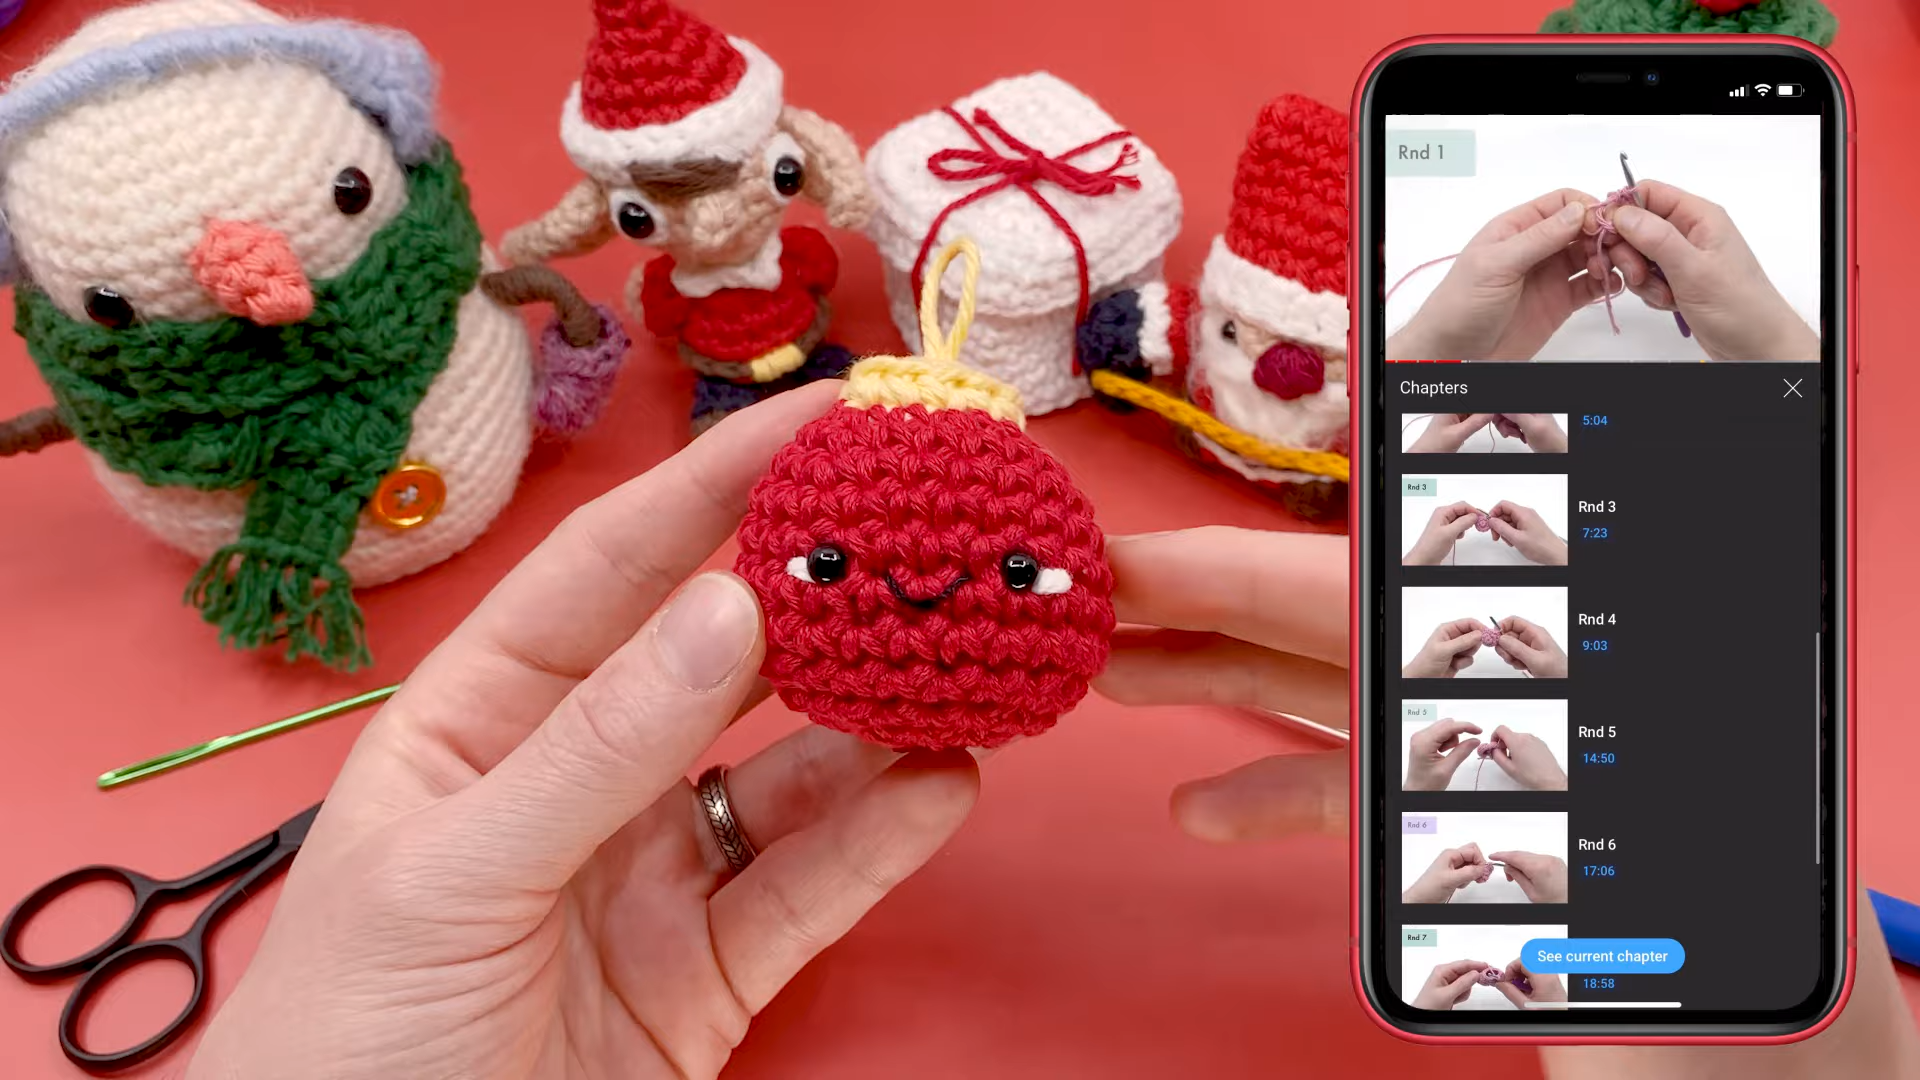 Rnd 1
Chapters
5:04
Rnd 3
Rnd 3
7:23
Rnd 4
9:03
Rnd 5
Rnd 5
14:50
Rnd 6
Rnd 6
17:06
Rnd 7
See current chapter
18:58